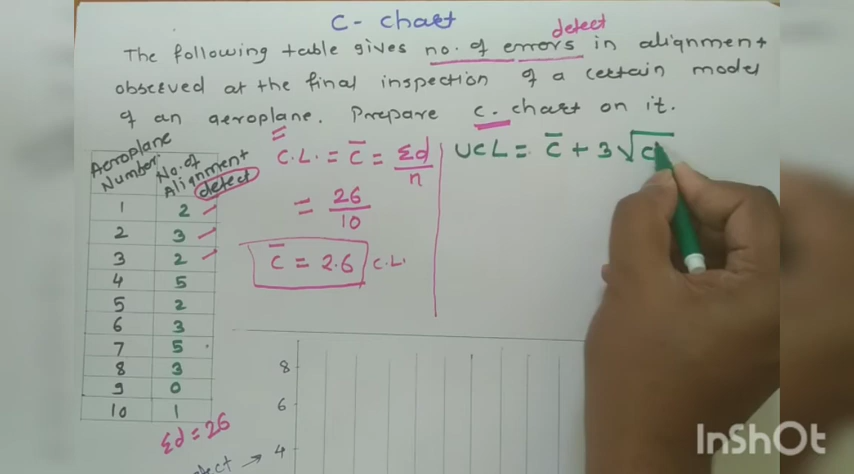 C - chart
detect
The following table gives no. of errors in alignment
observed at the final inspection of a certain model
of an aeroplane. Prepare c. chart on it.
Aeroplane Number
No. of Alignment detect
1 2
2 3
3 2
4 5
5 2
6 3
7 5
8 3
9 0
10 1
Σd = 26
C.L. = C̅ = Σd/n
= 26/10
C̅ = 2.6 C.L.
UCL = C̅ + 3√C
8
6
4
InShOt